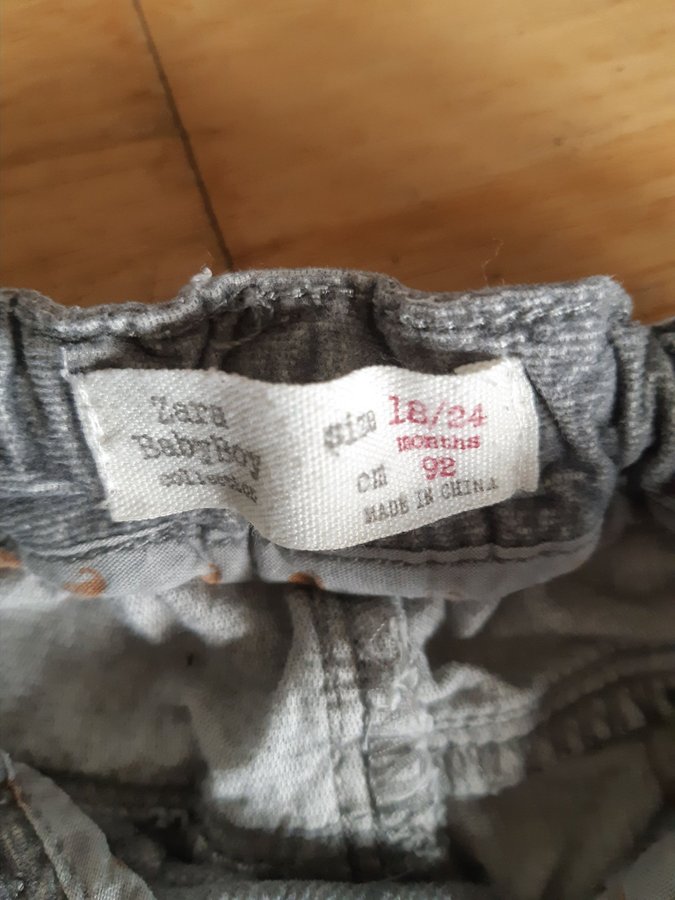 Zara
BabyBoy
collection
size 18/24
months
cm 92
MADE IN CHINA